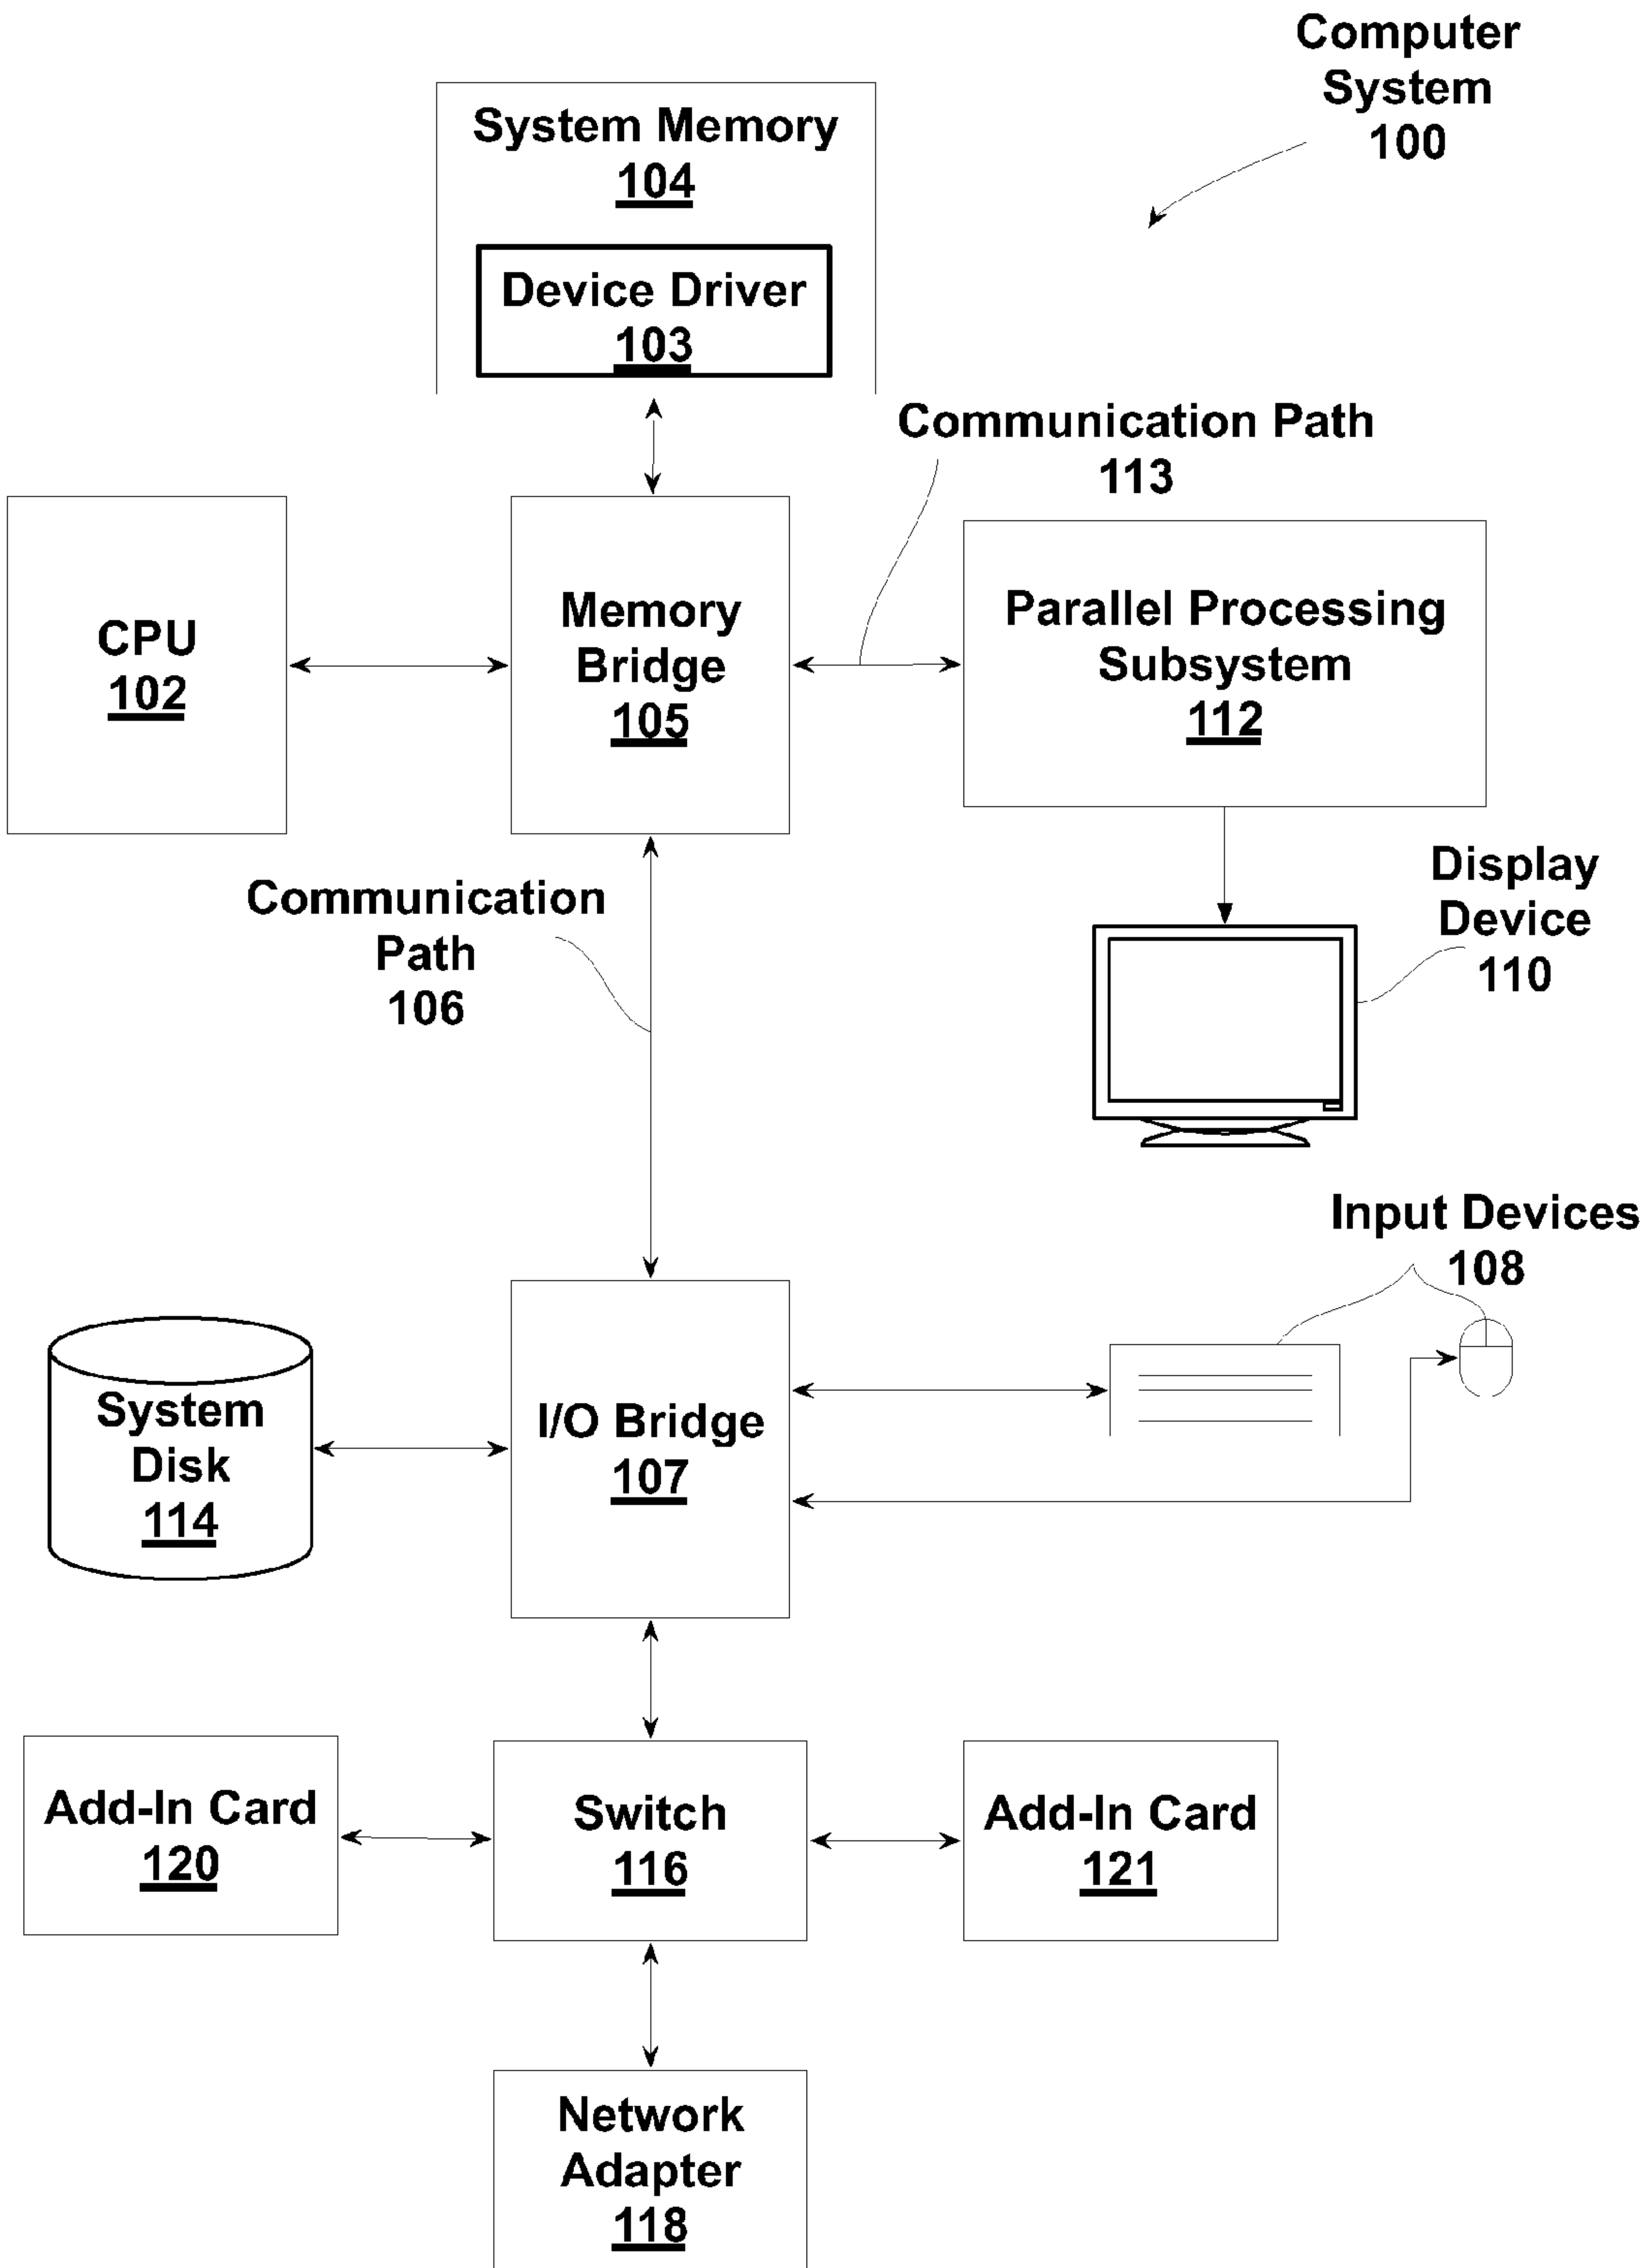 Computer
System
100
System Memory
104
Device Driver
103
Communication Path
113
CPU
102
Memory
Bridge
105
Parallel Processing
Subsystem
112
Communication
Path
106
Display
Device
110
Input Devices
108
System
Disk
114
I/O Bridge
107
Add-In Card
120
Switch
116
Add-In Card
121
Network
Adapter
118